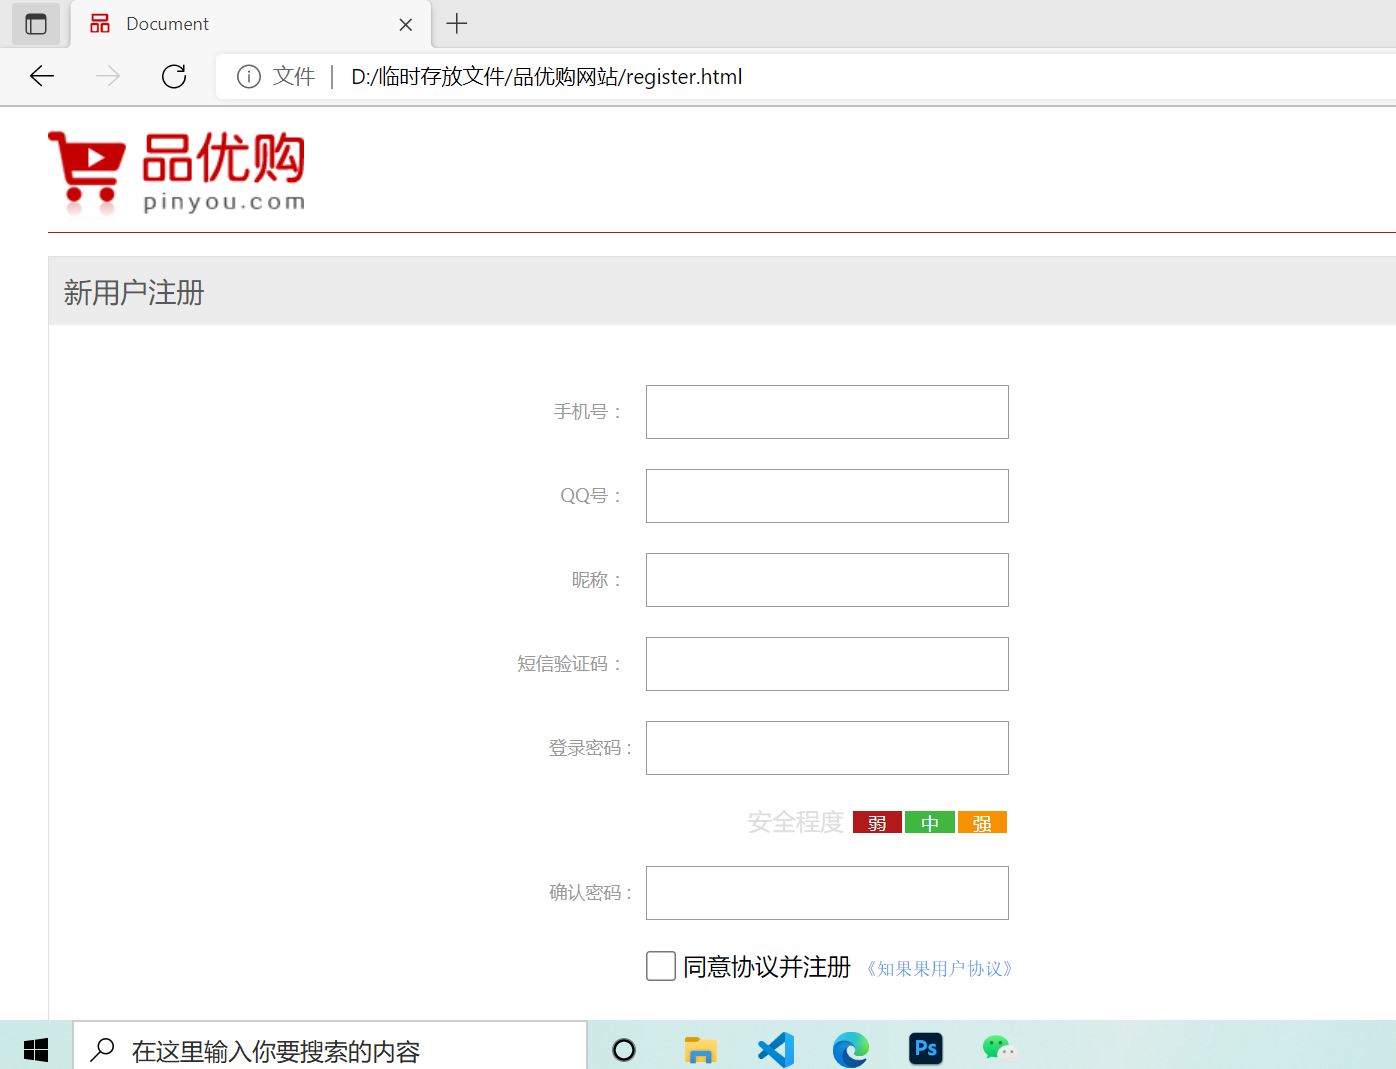 Document
文件 D:/临时存放文件/品优购网站/register.html
品优购
pinyou.com
新用户注册
手机号：
QQ号：
昵称：
短信验证码：
登录密码：
安全程度 弱 中 强
确认密码：
同意协议并注册 《知果果用户协议》
在这里输入你要搜索的内容
Ps